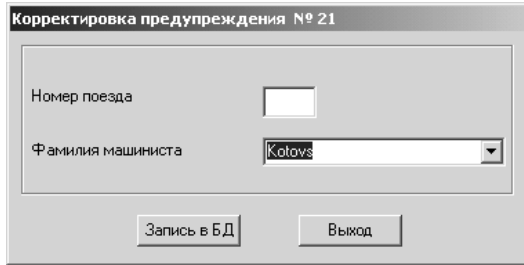 Корректировка предупреждения № 21
Номер поезда
Фамилия машиниста Kotovs
Запись в БД Выход